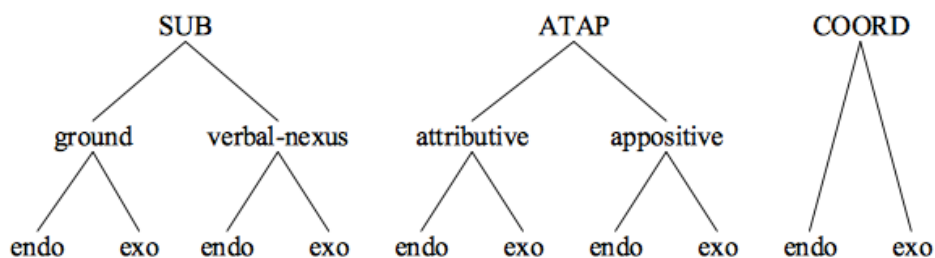 SUB ATAP COORD
ground verbal-nexus attributive appositive
endo exo endo exo endo exo endo exo endo exo